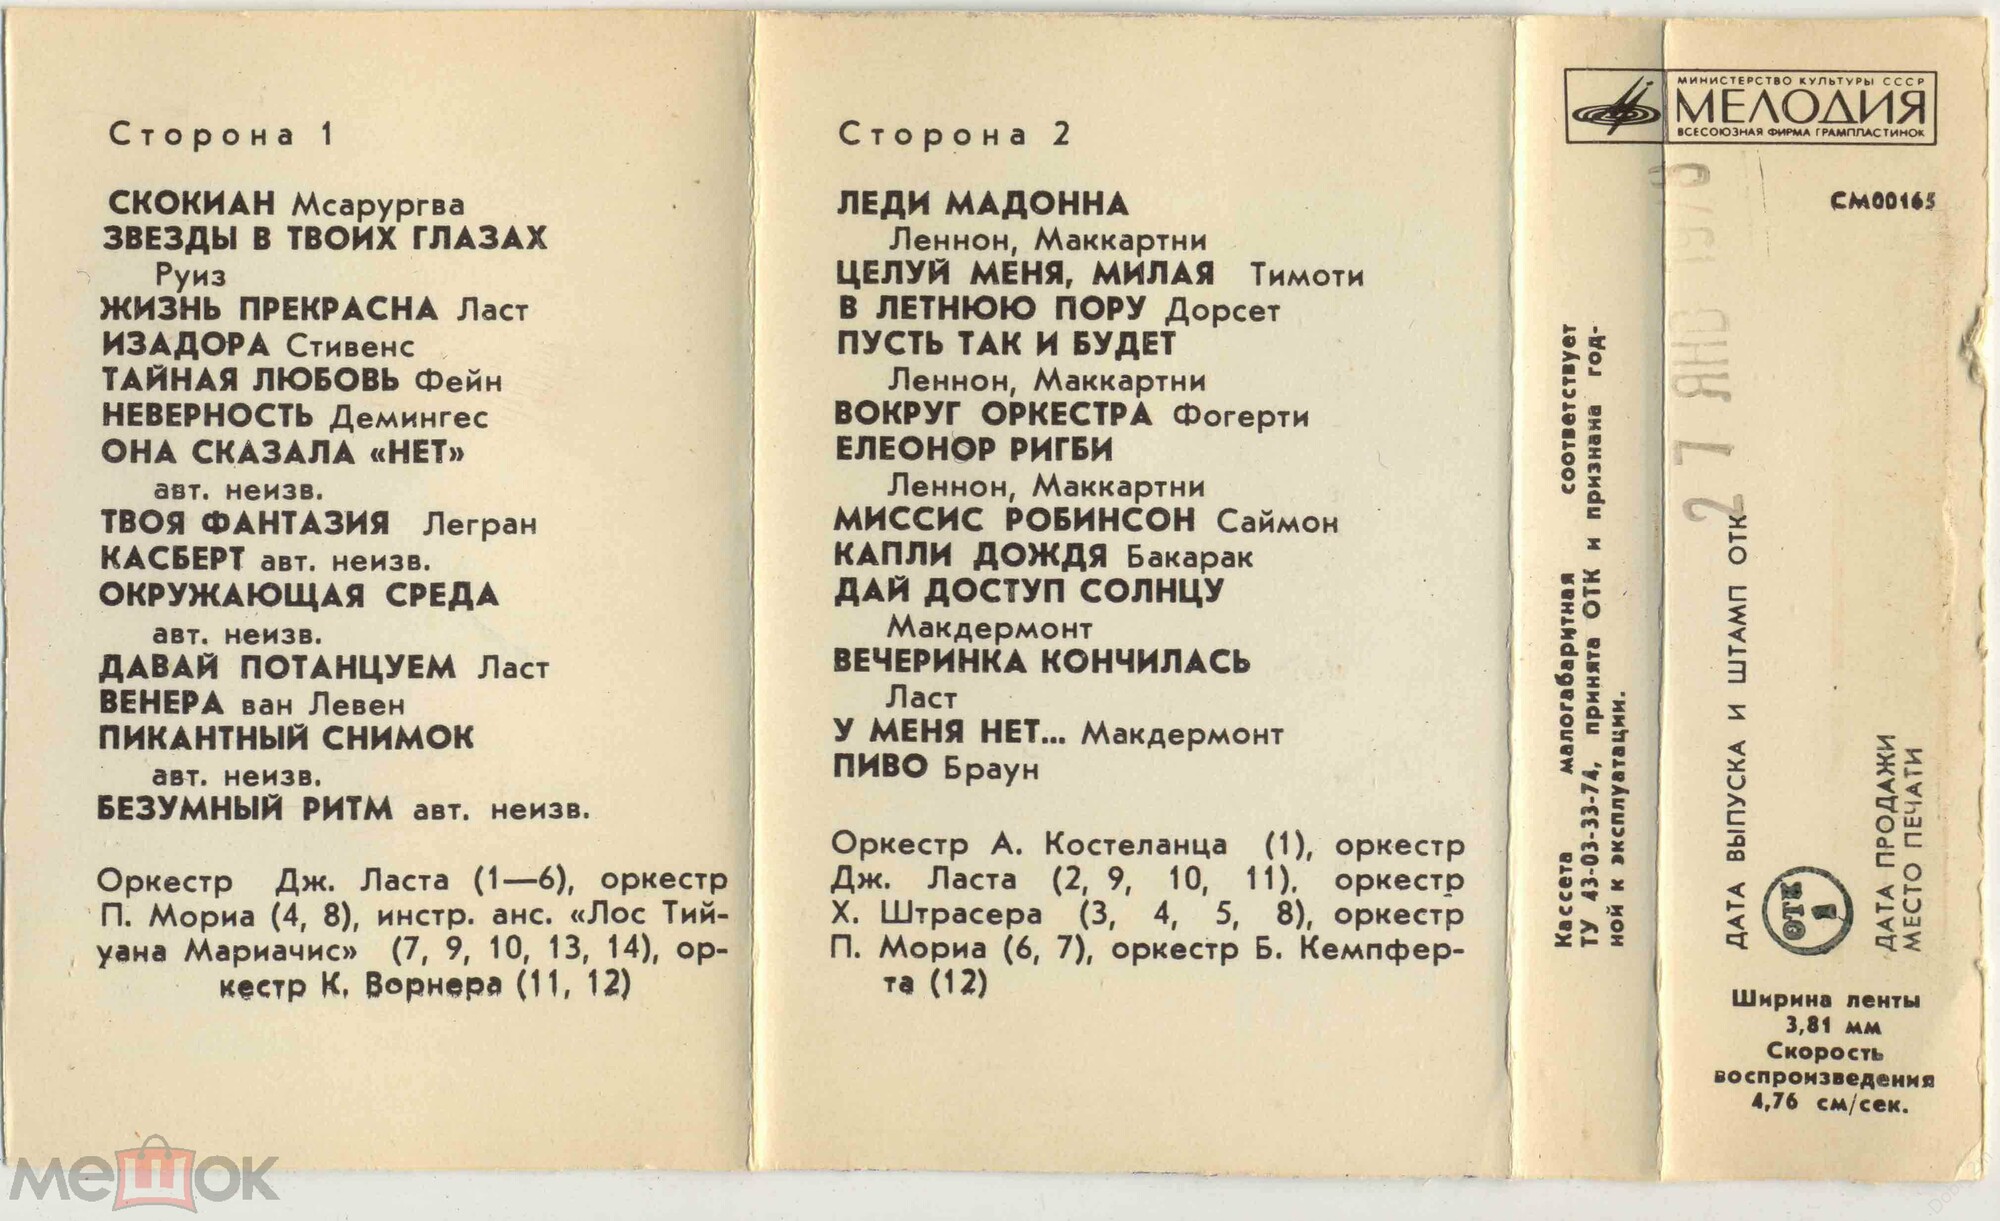 Сторона 1
СКОКИАН Мсарургва
ЗВЕЗДЫ В ТВОИХ ГЛАЗАХ
Руиз
ЖИЗНЬ ПРЕКРАСНА Ласт
ИЗАДОРА Стивенс
ТАЙНАЯ ЛЮБОВЬ Фейн
НЕВЕРНОСТЬ Демингес
ОНА СКАЗАЛА «НЕТ»
авт. неизв.
ТВОЯ ФАНТАЗИЯ Легран
КАСБЕРТ авт. неизв.
ОКРУЖАЮЩАЯ СРЕДА
авт. неизв.
ДАВАЙ ПОТАНЦУЕМ Ласт
ВЕНЕРА ван Левен
ПИКАНТНЫЙ СНИМОК
авт. неизв.
БЕЗУМНЫЙ РИТМ авт. неизв.
Оркестр Дж. Ласта (1—6), оркестр
П. Мориа (4, 8), инстр. анс. «Лос Тий-
уана Мариачис» (7, 9, 10, 13, 14), ор-
кестр К. Ворнера (11, 12)
Сторона 2
ЛЕДИ МАДОННА
Леннон, Маккартни
ЦЕЛУЙ МЕНЯ, МИЛАЯ Тимоти
В ЛЕТНЮЮ ПОРУ Дорсет
ПУСТЬ ТАК И БУДЕТ
Леннон, Маккартни
ВОКРУГ ОРКЕСТРА Фогерти
ЕЛЕОНОР РИГБИ
Леннон, Маккартни
МИССИС РОБИНСОН Саймон
КАПЛИ ДОЖДЯ Бакарак
ДАЙ ДОСТУП СОЛНЦУ
Макдермонт
ВЕЧЕРИНКА КОНЧИЛАСЬ
Ласт
У МЕНЯ НЕТ... Макдермонт
ПИВО Браун
Оркестр А. Костеланца (1), оркестр
Дж. Ласта (2, 9, 10, 11), оркестр
Х. Штрасера (3, 4, 5, 8), оркестр
П. Мориа (6, 7), оркестр Б. Кемпфер-
та (12)
Кассета малогабаритная соответствует
ТУ 43-03-33-74, принята ОТК и признана год-
ной к эксплуатации.
МИНИСТЕРСТВО КУЛЬТУРЫ СССР
МЕЛОДИЯ
ВСЕСОЮЗНАЯ ФИРМА ГРАМПЛАСТИНОК
СМ00165
27 ЯНВ 1978
ДАТА ВЫПУСКА И ШТАМП ОТК
ОТК
1
ДАТА ПРОДАЖИ
МЕСТО ПЕЧАТИ
Ширина ленты
3,81 мм
Скорость
воспроизведения
4,76 см/сек.
мешок